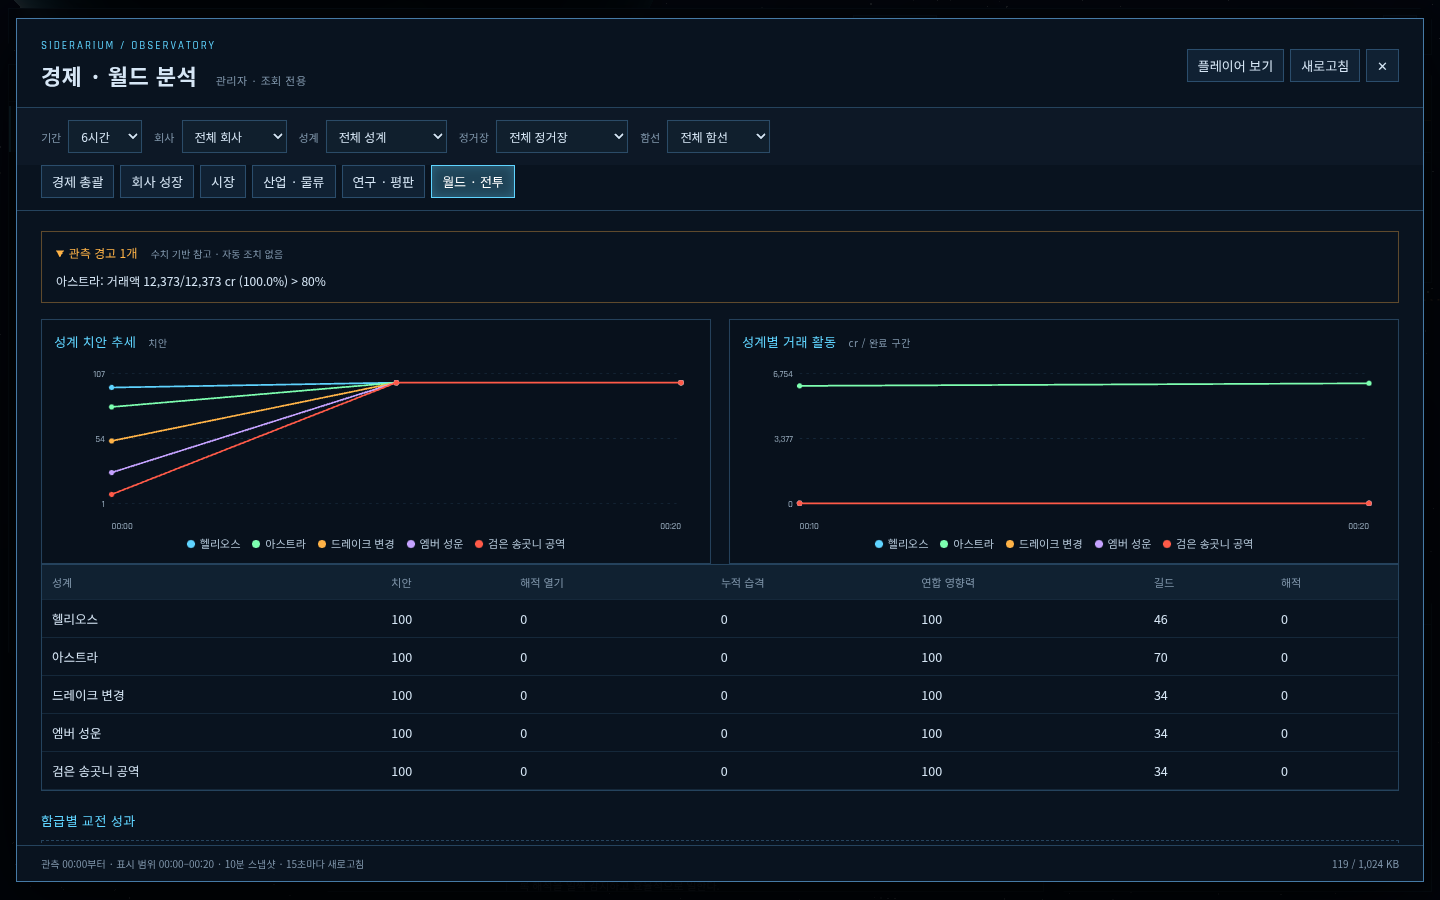 SIDERARIUM / OBSERVATORY
경제 · 월드 분석 관리자 · 조회 전용
플레이어 보기 새로고침 ✕
기간 6시간 회사 전체 회사 성계 전체 성계 정거장 전체 정거장 함선 전체 함선
경제 총괄 회사 성장 시장 산업 · 물류 연구 · 평판 월드 · 전투
▼ 관측 경고 1개 수치 기반 참고 · 자동 조치 없음
아스트라: 거래액 12,373/12,373 cr (100.0%) > 80%
성계 치안 추세 치안
107
54
1
00:00 00:20
헬리오스 아스트라 드레이크 변경 엠버 성운 검은 송곳니 공역
성계별 거래 활동 cr / 완료 구간
6,754
3,377
0
00:10 00:20
헬리오스 아스트라 드레이크 변경 엠버 성운 검은 송곳니 공역
성계 치안 해적 열기 누적 습격 연합 영향력 길드 해적
헬리오스 100 0 0 100 46 0
아스트라 100 0 0 100 70 0
드레이크 변경 100 0 0 100 34 0
엠버 성운 100 0 0 100 34 0
검은 송곳니 공역 100 0 0 100 34 0
함급별 교전 성과
관측 00:00부터 · 표시 범위 00:00–00:20 · 10분 스냅샷 · 15초마다 새로고침
119 / 1,024 KB